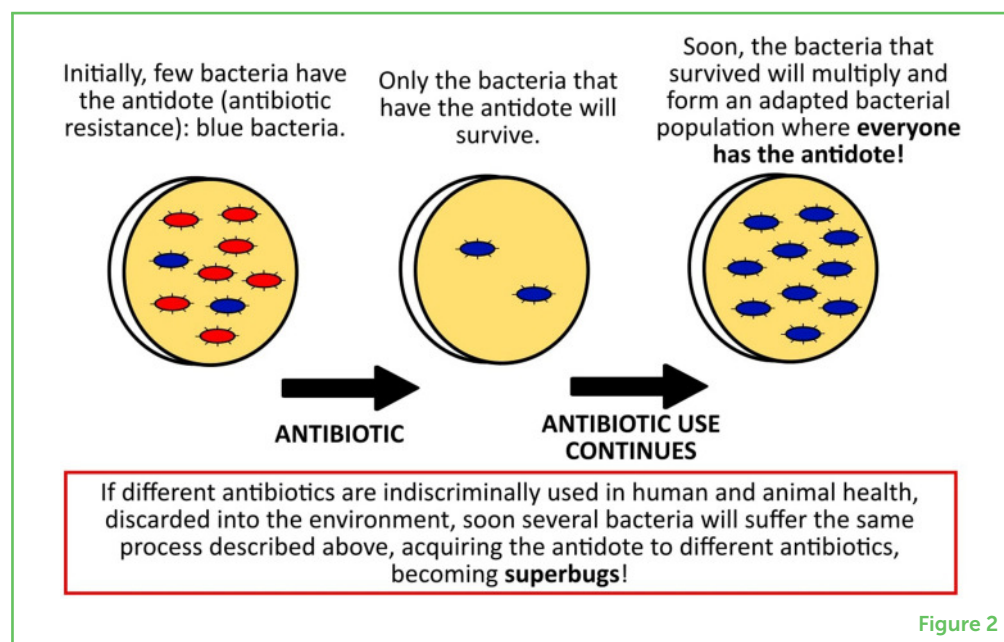 Initially, few bacteria have
the antidote (antibiotic
resistance): blue bacteria.
Only the bacteria that
have the antidote will
survive.
Soon, the bacteria that
survived will multiply and
form an adapted bacterial
population where everyone
has the antidote!
ANTIBIOTIC
ANTIBIOTIC USE
CONTINUES
If different antibiotics are indiscriminally used in human and animal health,
discarded into the environment, soon several bacteria will suffer the same
process described above, acquiring the antidote to different antibiotics,
becoming superbugs!
Figure 2